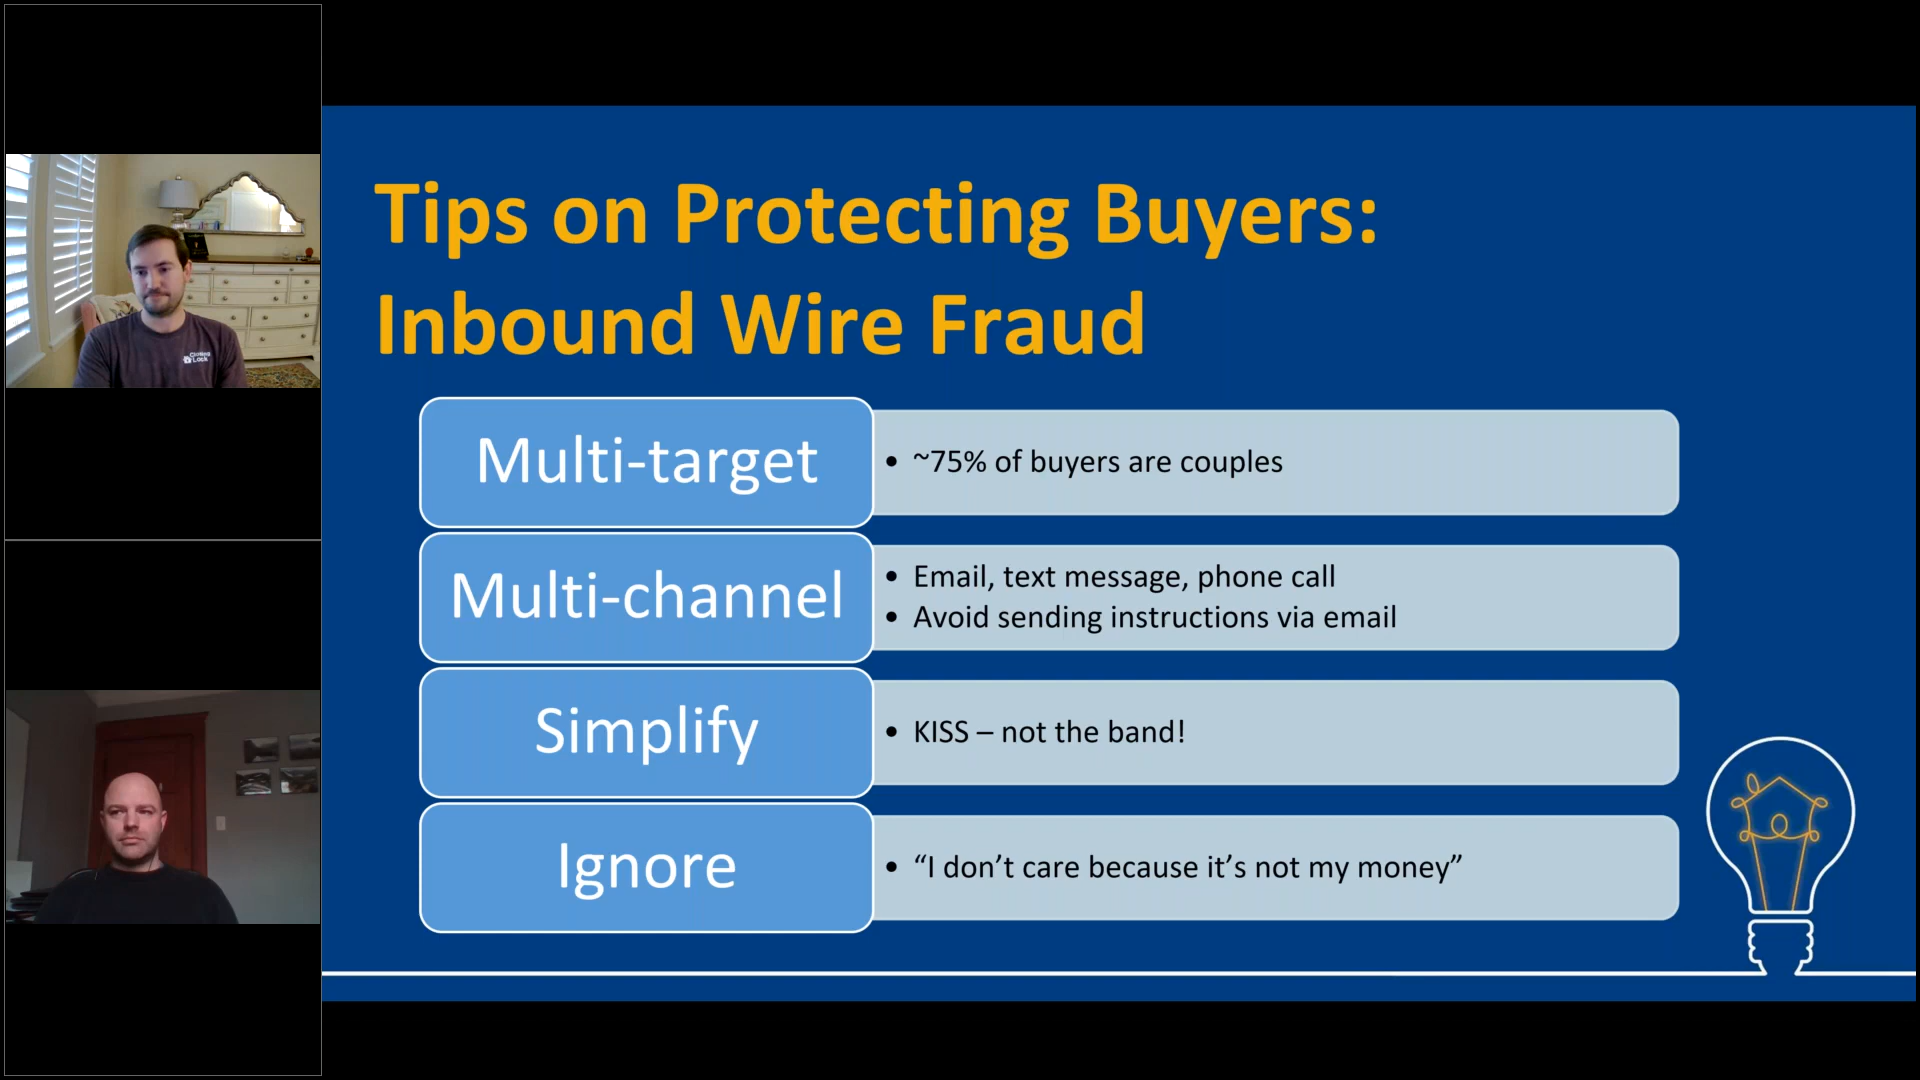 Closing
Lock
Tips on Protecting Buyers:
Inbound Wire Fraud
Multi-target
• ~75% of buyers are couples
Multi-channel
• Email, text message, phone call
• Avoid sending instructions via email
Simplify
• KISS – not the band!
Ignore
• “I don’t care because it’s not my money”